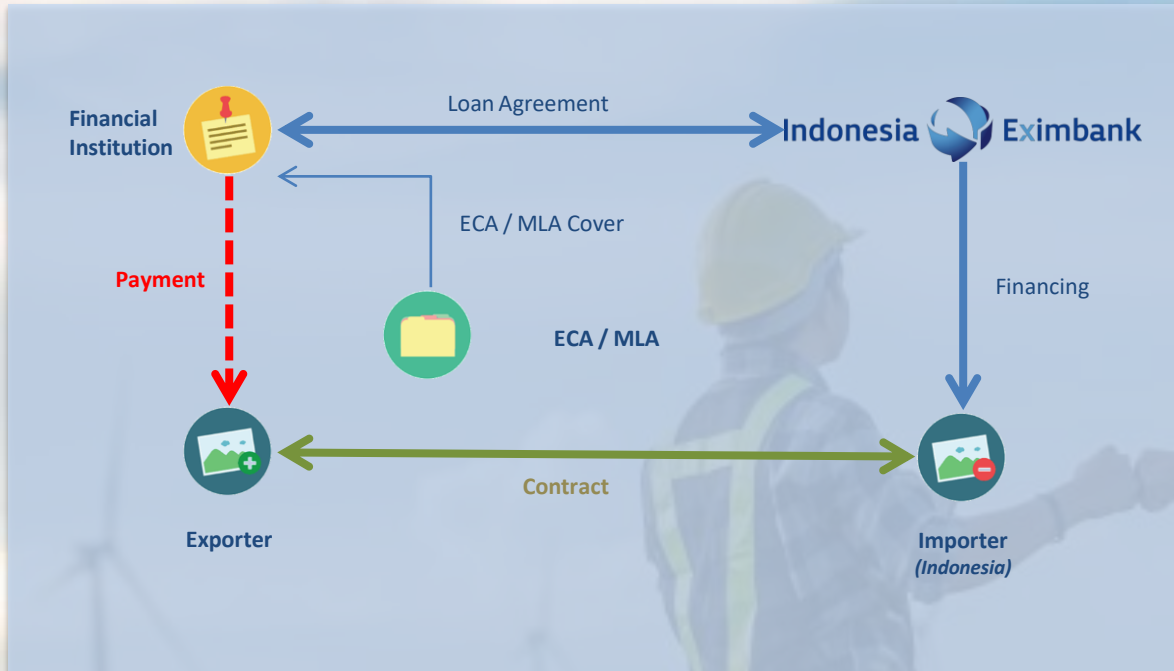 Loan Agreement
Financial
Institution
Indonesia Eximbank
ECA / MLA Cover
Payment
Financing
ECA / MLA
Contract
Exporter
Importer
(Indonesia)